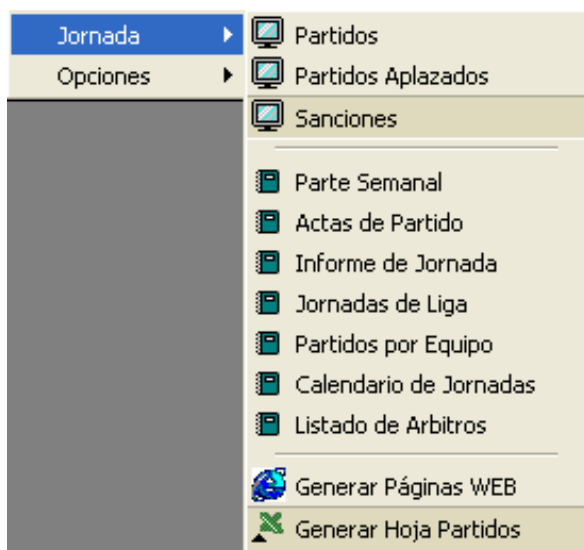 Jornada
Opciones
Partidos
Partidos Aplazados
Sanciones
Parte Semanal
Actas de Partido
Informe de Jornada
Jornadas de Liga
Partidos por Equipo
Calendario de Jornadas
Listado de Arbitros
Generar Páginas WEB
Generar Hoja Partidos